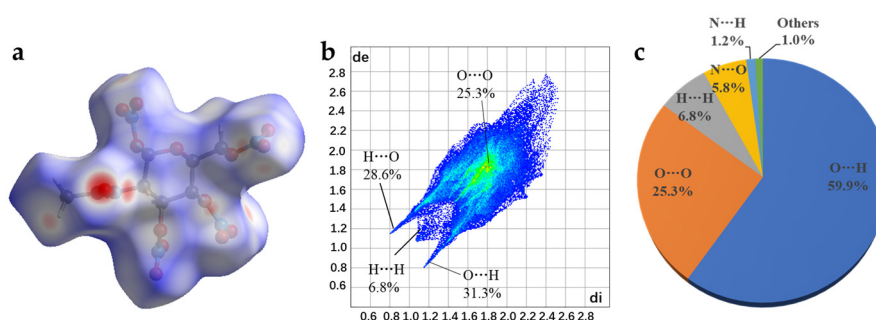 a
b
de
2.8
2.6
2.4
2.2
2.0
1.8
1.6
1.4
1.2
1.0
0.8
0.6
O···O
25.3%
H···O
28.6%
H···H
6.8%
O···H
31.3%
di
0.6 0.8 1.0 1.2 1.4 1.6 1.8 2.0 2.2 2.4 2.6 2.8
c
N···H
1.2%
Others
1.0%
N···O
5.8%
H···H
6.8%
O···O
25.3%
O···H
59.9%